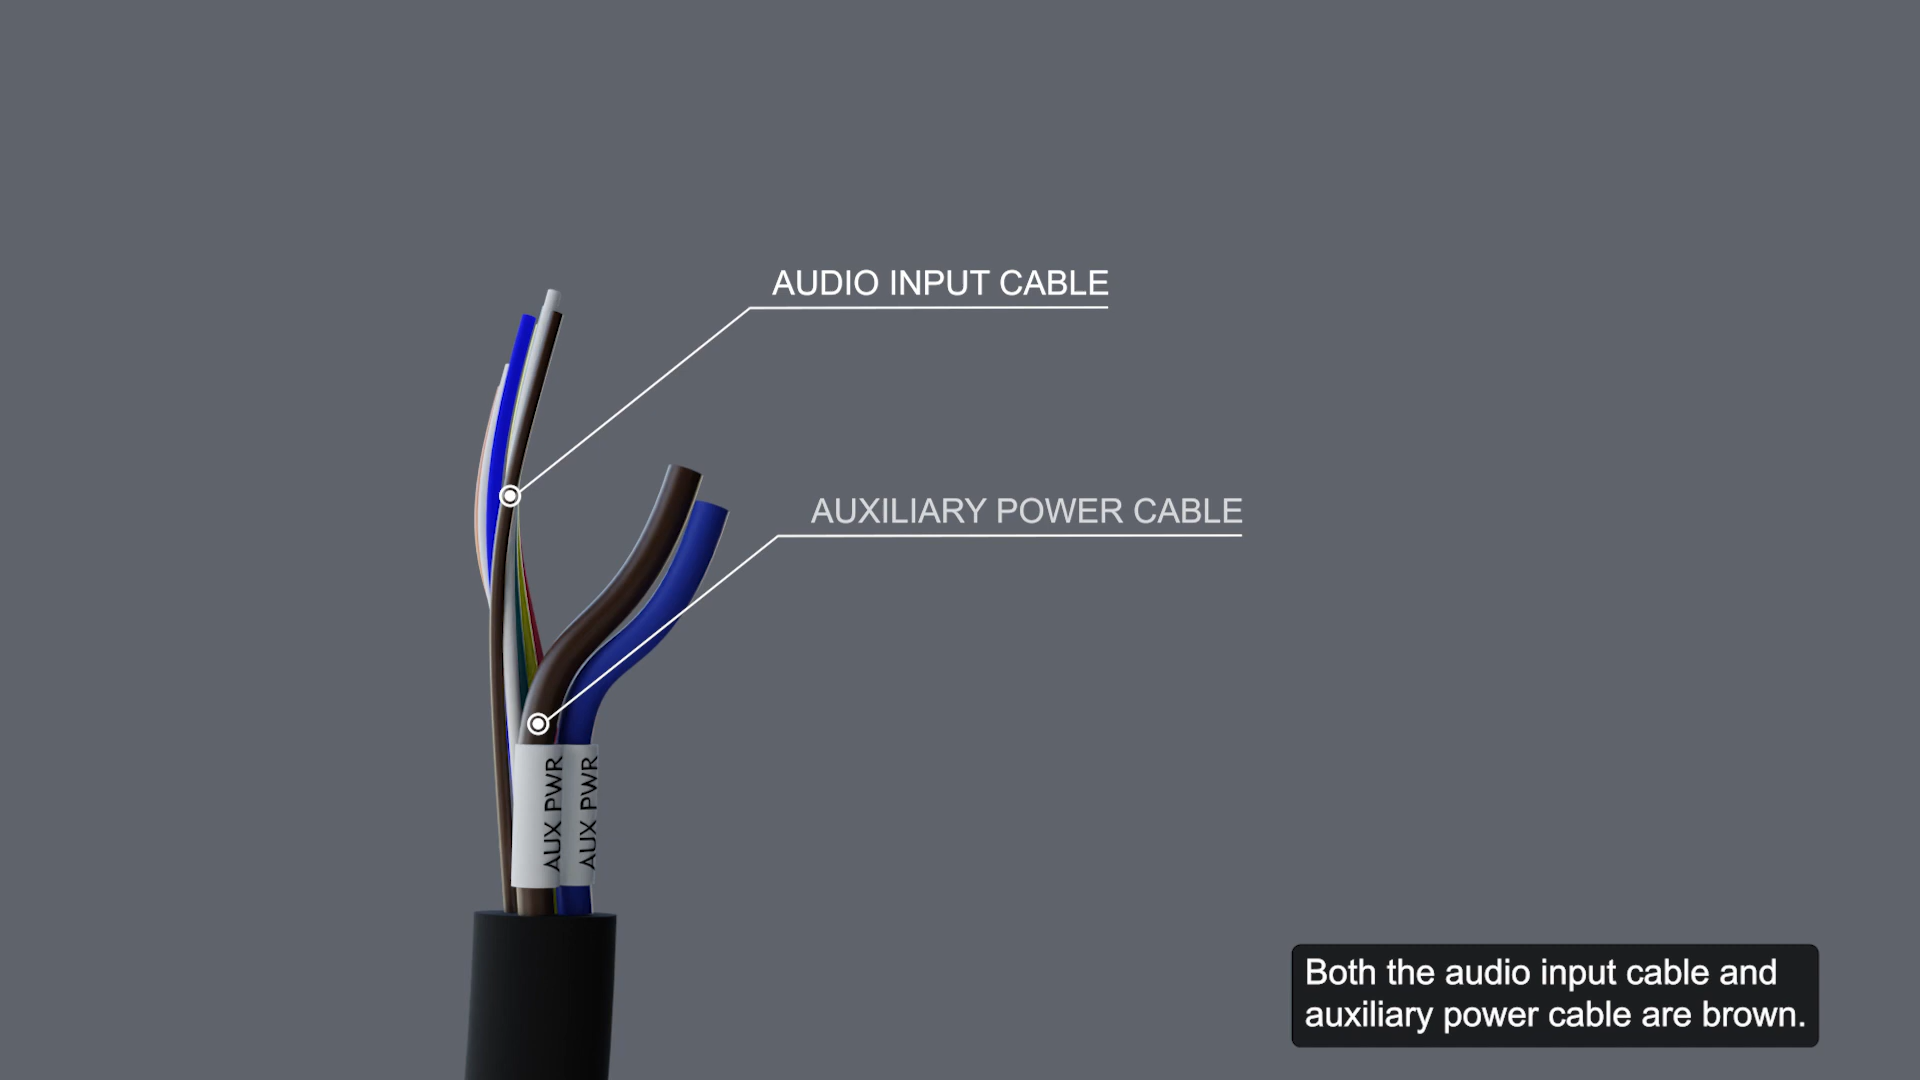 AUDIO INPUT CABLE
AUXILIARY POWER CABLE
AUX PWR
AUX PWR
Both the audio input cable and
auxiliary power cable are brown.